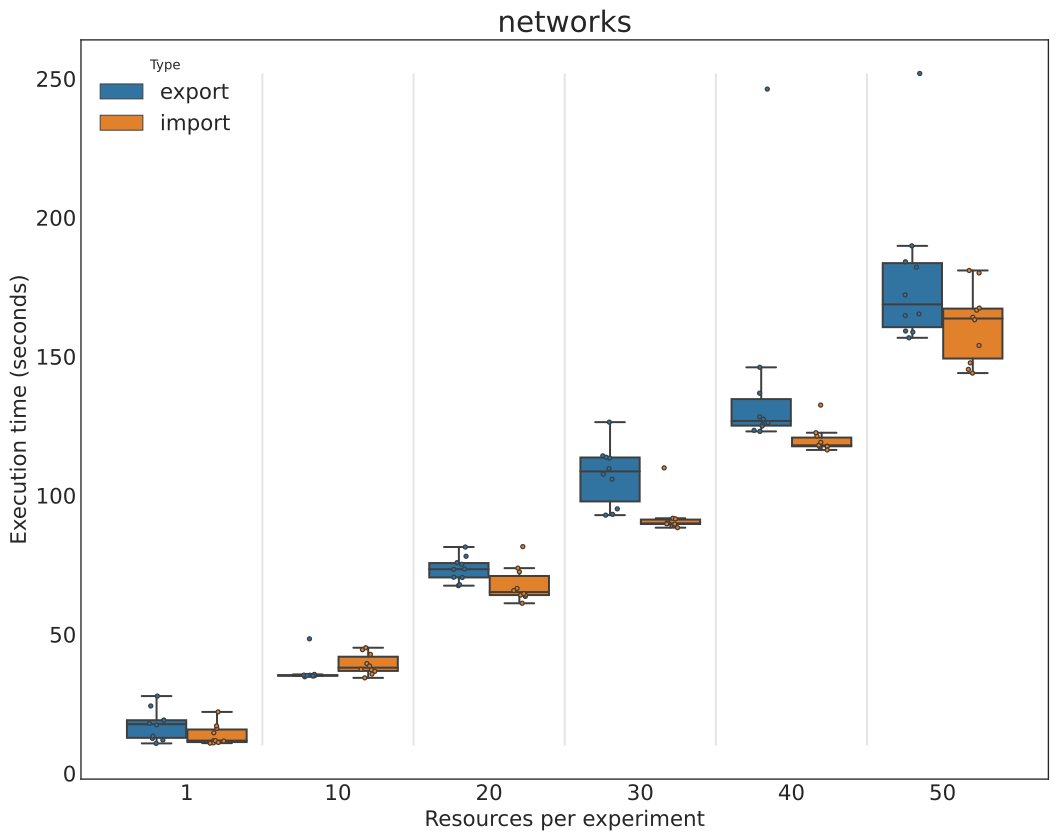 networks
Type
export
import
Execution time (seconds)
250
200
150
100
50
0
1 10 20 30 40 50
Resources per experiment